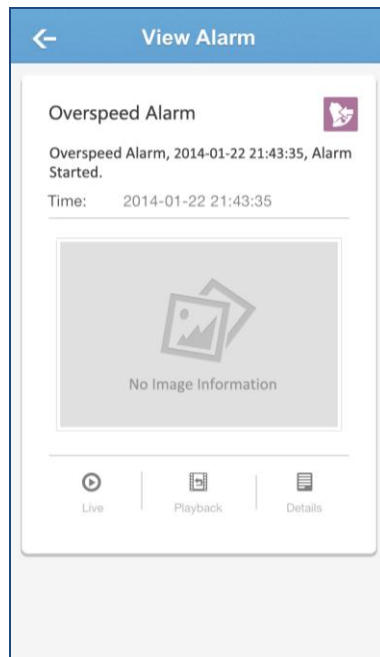 View Alarm
Overspeed Alarm
Overspeed Alarm, 2014-01-22 21:43:35, Alarm
Started.
Time: 2014-01-22 21:43:35
No Image Information
Live Playback Details